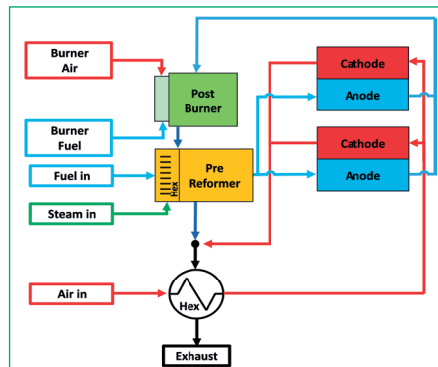 Burner
Air
Post
Burner
Cathode
Anode
Burner
Fuel
Cathode
Anode
Fuel in
Hex
Pre
Reformer
Steam in
Air in
Hex
Exhaust